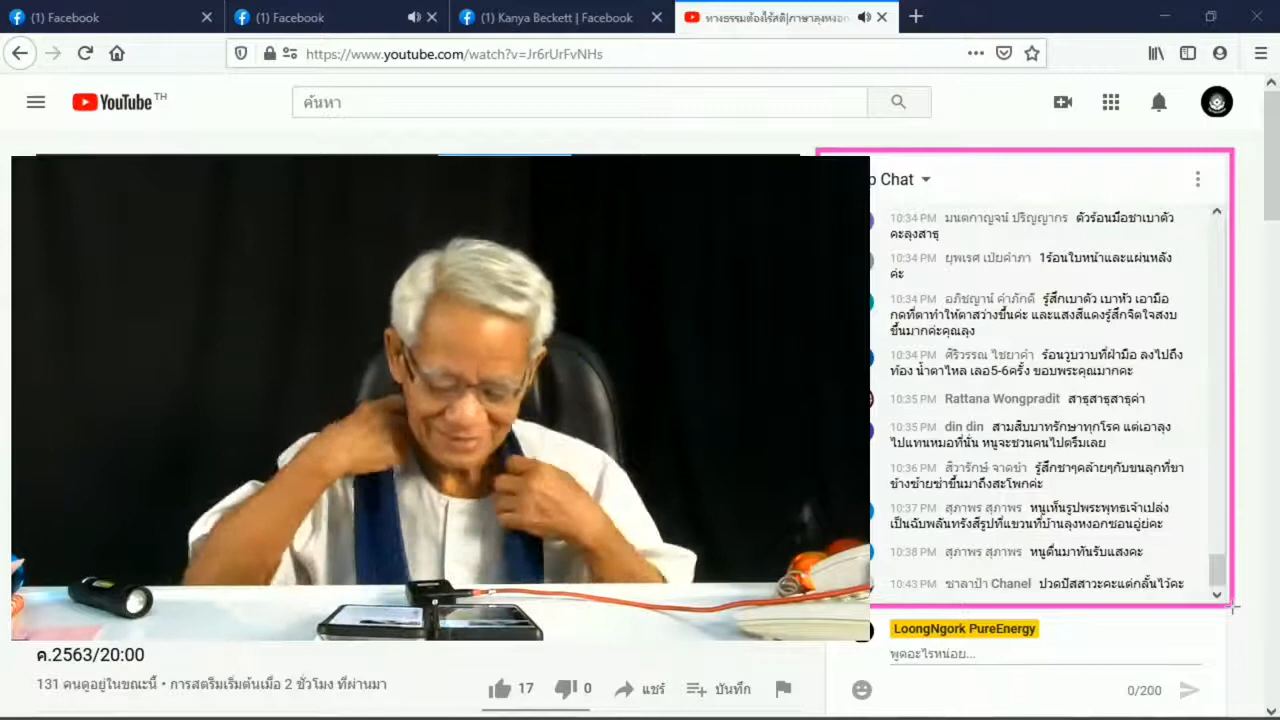 (1) Facebook
(1) Facebook
(1) Kanya Beckett | Facebook
ทางธรรมต้องไร้สติ|ภาษาลุงหงอก
https://www.youtube.com/watch?v=Jr6rUrFvNHs
YouTube TH
ค้นหา
p Chat
10:34 PM มนตกาญจน์ ปริญญากร ตัวร้อนมือชาเบาตัว
คะลุงสาธุ
10:34 PM ยุพเรศ เปียคำภา 1ร้อนใบหน้าและแผ่นหลัง
ค่ะ
10:34 PM อภิชญาน์ คำภักดี รู้สึกเบาตัว เบาหัว เอามือ
กดที่ตาทำให้ตาสว่างขึ้นค่ะ และแสงสีแดงรู้สึกจิตใจสงบ
ขึ้นมากค่ะคุณลุง
10:34 PM ศิริวรรณ ไชยาคำ ร้อนวูบวาบที่ฝ่ามือ ลงไปถึง
ท้อง น้ำตาไหล เลอ5-6ครั้ง ขอบพระคุณมากคะ
10:35 PM Rattana Wongpradit สาธุสาธุสาธุค่า
10:35 PM din din สามสิบบาทรักษาทุกโรค แต่เอาลุง
ไปแทนหมอที่นั่น หนูจะชวนคนไปตรึมเลย
10:36 PM สิวารักษ์ จาดขำ รู้สึกชาๆคล้ายๆกับขนลุกที่ขา
ข้างซ้ายซ่าขึ้นมาถึงสะโพกค่ะ
10:37 PM สุภาพร สุภาพร หนูเห็นรูปพระพุทธเจ้าเปล่ง
เป็นฉับพลันทรังสีรูปที่แขวนที่บ้านลุงหงอกซอนอู่ยคะ
10:38 PM สุภาพร สุภาพร หนูตื่นมาทันรับแสงคะ
10:43 PM ชาลาป้า Chanel ปวดปัสสาวะคะแต่กลั้นไว้คะ
LoongNgork PureEnergy
พูดอะไรหน่อย...
0/200
ค.2563/20:00
131 คนดูอยู่ในขณะนี้ • การสตรีมเริ่มต้นเมื่อ 2 ชั่วโมง ที่ผ่านมา
17 0 แชร์ บันทึก